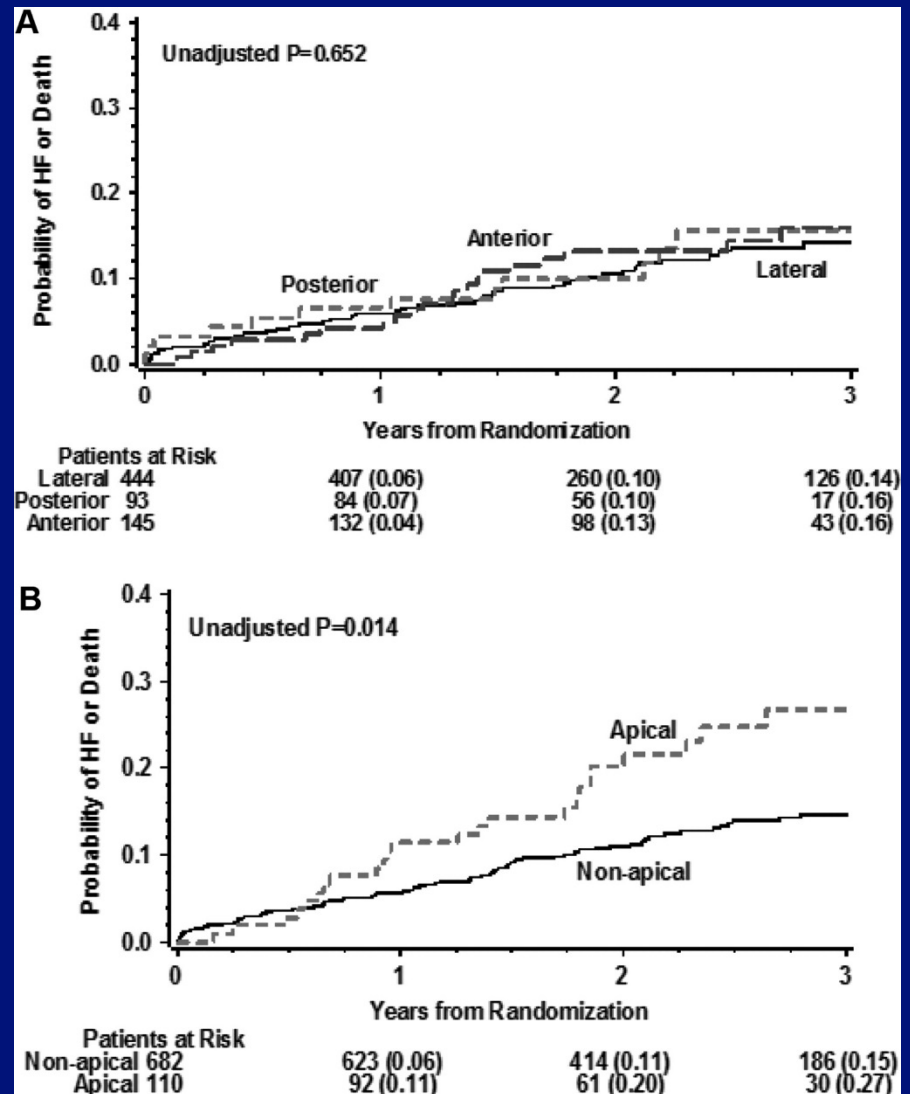 A
0.4
Unadjusted P=0.652
0.3
0.2
0.1
0.0
Probability of HF or Death
Anterior
Posterior
Lateral
0 1 2 3
Years from Randomization
Patients at Risk
Lateral 444 407 (0.06) 260 (0.10) 126 (0.14)
Posterior 93 84 (0.07) 56 (0.10) 17 (0.16)
Anterior 145 132 (0.04) 98 (0.13) 43 (0.16)
B
0.4
Unadjusted P=0.014
0.3
0.2
0.1
0.0
Probability of HF or Death
Apical
Non-apical
0 1 2 3
Years from Randomization
Patients at Risk
Non-apical 682 623 (0.06) 414 (0.11) 186 (0.15)
Apical 110 92 (0.11) 61 (0.20) 30 (0.27)